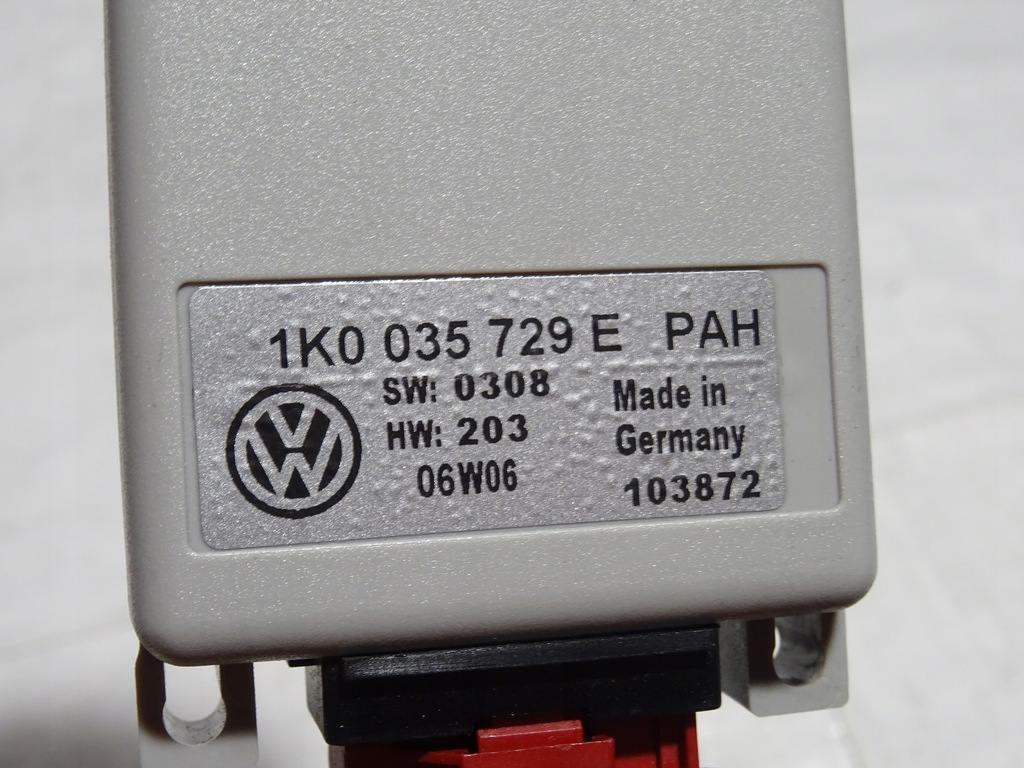 1K0 035 729 E PAH
SW: 0308
HW: 203
06W06
Made in
Germany
103872